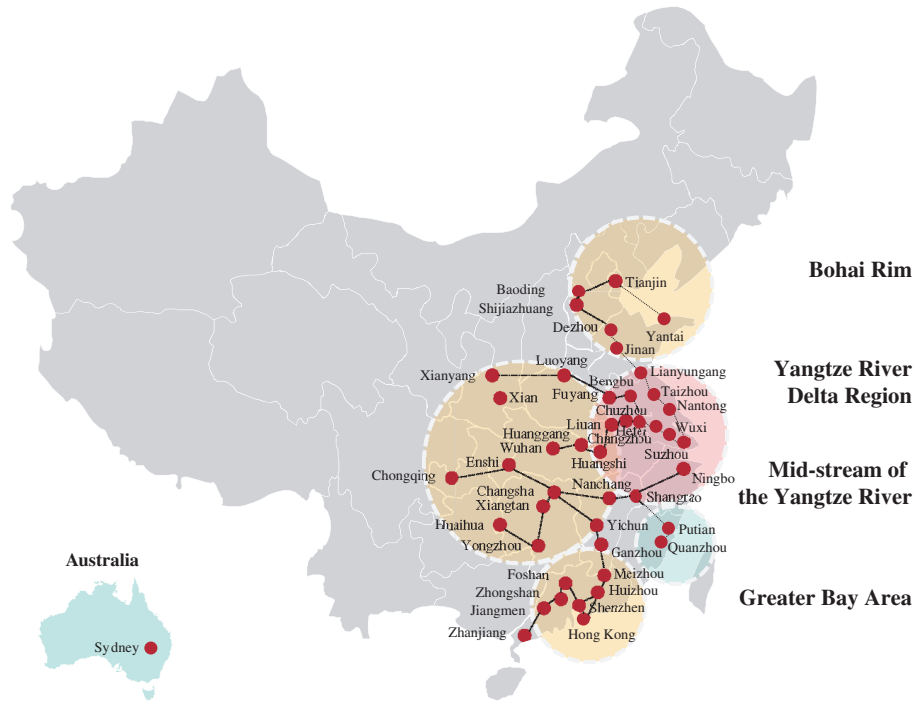 Bohai Rim
Tianjin
Baoding
Shijiazhuang
Dezhou
Yantai
Jinan
Luoyang
Lianyungang
Yangtze River
Delta Region
Xianyang
Bengbu
Fuyang
Taizhou
Xian
Chuzhou
Nantong
Liuan
Hefei
Wuxi
Huanggang
Changzhou
Wuhan
Suzhou
Huangshi
Enshi
Mid-stream of
the Yangtze River
Chongqing
Ningbo
Nanchang
Changsha
Shangrao
Xiangtan
Huaihua
Yichun
Putian
Yongzhou
Quanzhou
Ganzhou
Australia
Foshan
Meizhou
Zhongshan
Huizhou
Greater Bay Area
Jiangmen
Shenzhen
Zhanjiang
Hong Kong
Sydney